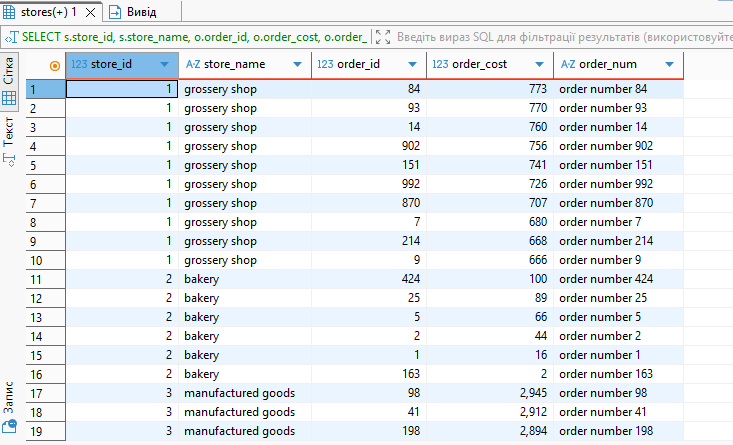 stores(+) 1 Вивід
SELECT s.store_id, s.store_name, o.order_id, o.order_cost, o.order_ Введіть вираз SQL для фільтрації результатів (використовуйте
Сітка
Текст
Запис
123 store_id A-Z store_name 123 order_id 123 order_cost A-Z order_num
1 1 grossery shop 84 773 order number 84
2 1 grossery shop 93 770 order number 93
3 1 grossery shop 14 760 order number 14
4 1 grossery shop 902 756 order number 902
5 1 grossery shop 151 741 order number 151
6 1 grossery shop 992 726 order number 992
7 1 grossery shop 870 707 order number 870
8 1 grossery shop 7 680 order number 7
9 1 grossery shop 214 668 order number 214
10 1 grossery shop 9 666 order number 9
11 2 bakery 424 100 order number 424
12 2 bakery 25 89 order number 25
13 2 bakery 5 66 order number 5
14 2 bakery 2 44 order number 2
15 2 bakery 1 16 order number 1
16 2 bakery 163 2 order number 163
17 3 manufactured goods 98 2,945 order number 98
18 3 manufactured goods 41 2,912 order number 41
19 3 manufactured goods 198 2,894 order number 198